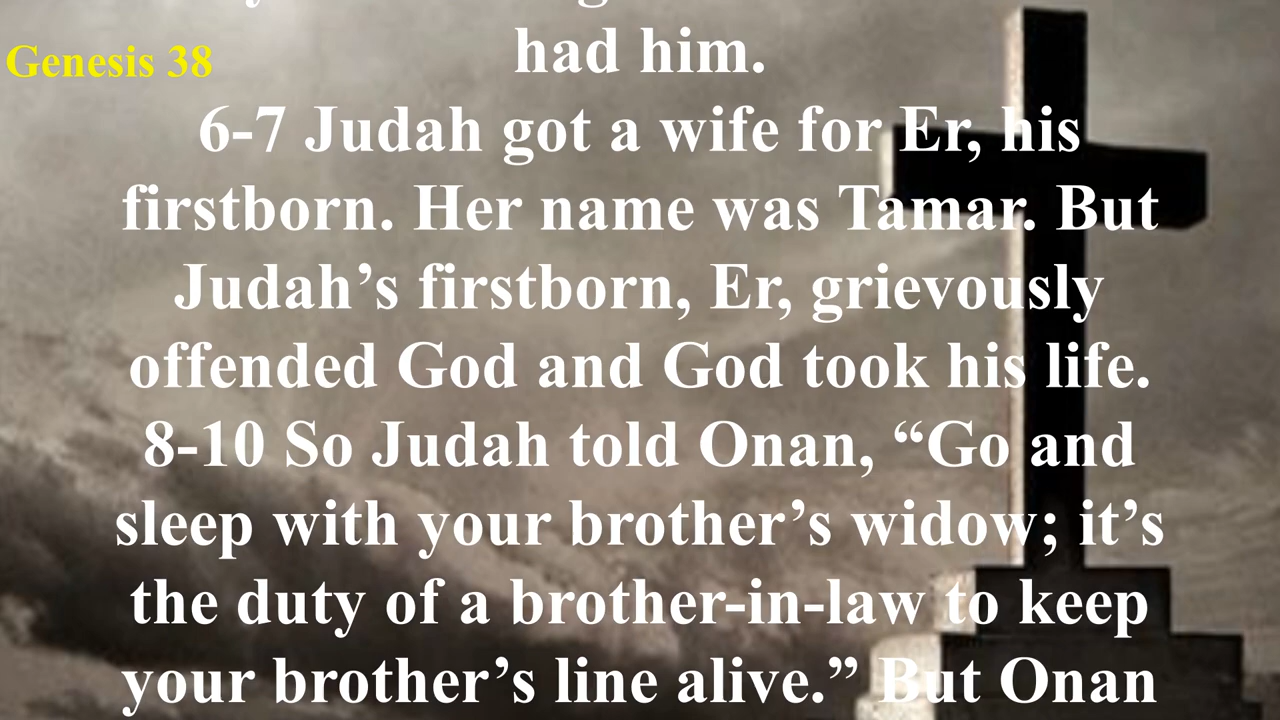 Genesis 38
had him.
6-7 Judah got a wife for Er, his
firstborn. Her name was Tamar. But
Judah’s firstborn, Er, grievously
offended God and God took his life.
8-10 So Judah told Onan, “Go and
sleep with your brother’s widow; it’s
the duty of a brother-in-law to keep
your brother’s line alive.” But Onan